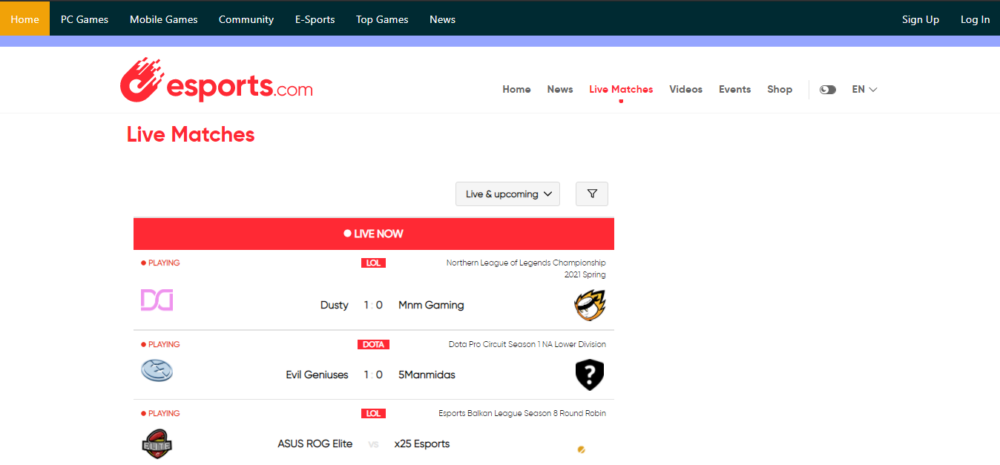 Home PC Games Mobile Games Community E-Sports Top Games News Sign Up Log In
esports.com
Home News Live Matches Videos Events Shop EN
Live Matches
Live & upcoming
LIVE NOW
PLAYING LOL Northern League of Legends Championship
2021 Spring
Dusty 1 : 0 Mnm Gaming
PLAYING DOTA Dota Pro Circuit Season 1 NA Lower Division
Evil Geniuses 1 : 0 5Manmidas
?
PLAYING LOL Esports Balkan League Season 8 Round Robin
ELITE
ASUS ROG Elite vs x25 Esports